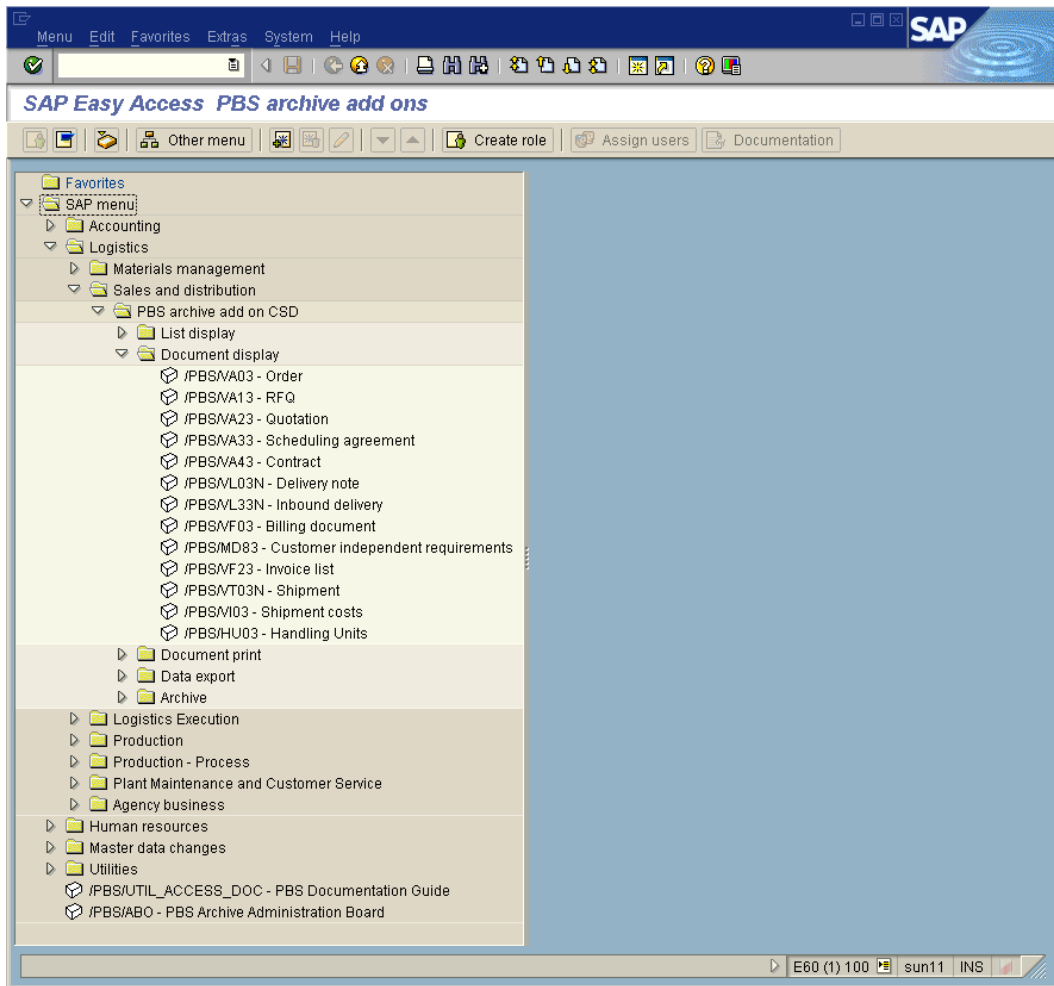 Menu Edit Favorites Extras System Help
SAP
SAP Easy Access PBS archive add ons
Other menu Create role Assign users Documentation
Favorites
SAP menu
Accounting
Logistics
Materials management
Sales and distribution
PBS archive add on CSD
List display
Document display
/PBS/VA03 - Order
/PBS/VA13 - RFQ
/PBS/VA23 - Quotation
/PBS/VA33 - Scheduling agreement
/PBS/VA43 - Contract
/PBS/VL03N - Delivery note
/PBS/VL33N - Inbound delivery
/PBS/VF03 - Billing document
/PBS/MD83 - Customer independent requirements
/PBS/VF23 - Invoice list
/PBS/VT03N - Shipment
/PBS/VI03 - Shipment costs
/PBS/HU03 - Handling Units
Document print
Data export
Archive
Logistics Execution
Production
Production - Process
Plant Maintenance and Customer Service
Agency business
Human resources
Master data changes
Utilities
/PBS/UTIL_ACCESS_DOC - PBS Documentation Guide
/PBS/ABO - PBS Archive Administration Board
E60 (1) 100 sun11 INS